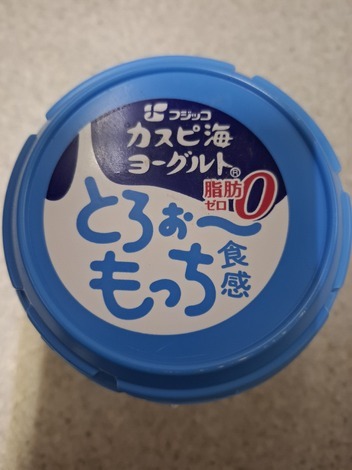 フジッコ
カスピ海
ヨーグルト®
脂肪
ゼロ 0
とろぉ〜
もっち食感